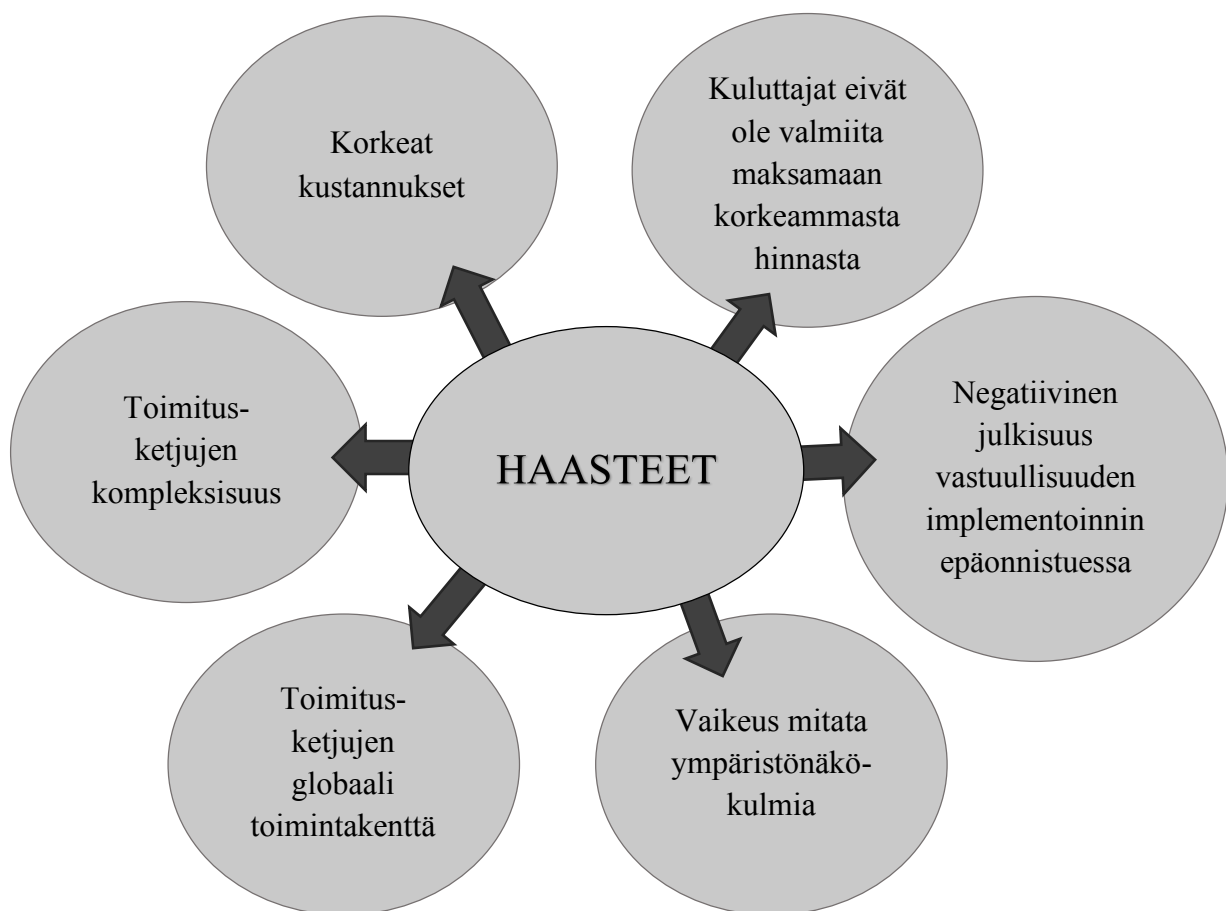 Korkeat
kustannukset
Kuluttajat eivät
ole valmiita
maksamaan
korkeammasta
hinnasta
Toimitus-
ketjujen
kompleksisuus
HAASTEET
Negatiivinen
julkisuus
vastuullisuuden
implementoinnin
epäonnistuessa
Toimitus-
ketjujen
globaali
toimintakenttä
Vaikeus mitata
ympäristönäkö-
kulmia